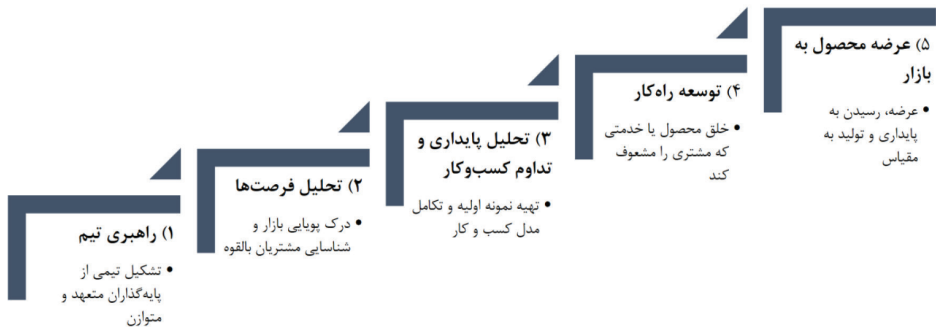 ۱) راهبری تیم
• تشکیل تیمی از
پایه‌گذاران متعهد و
متوازن
۲) تحلیل فرصت‌ها
• درک پویایی بازار و
شناسایی مشتریان بالقوه
۳) تحلیل پایداری و
تداوم کسب‌وکار
• تهیه نمونه اولیه و تکامل
مدل کسب و کار
۴) توسعه راه‌کار
• خلق محصول یا خدمتی
که مشتری را مشعوف
کند
۵) عرضه محصول به
بازار
• عرضه، رسیدن به
پایداری و تولید به
مقیاس